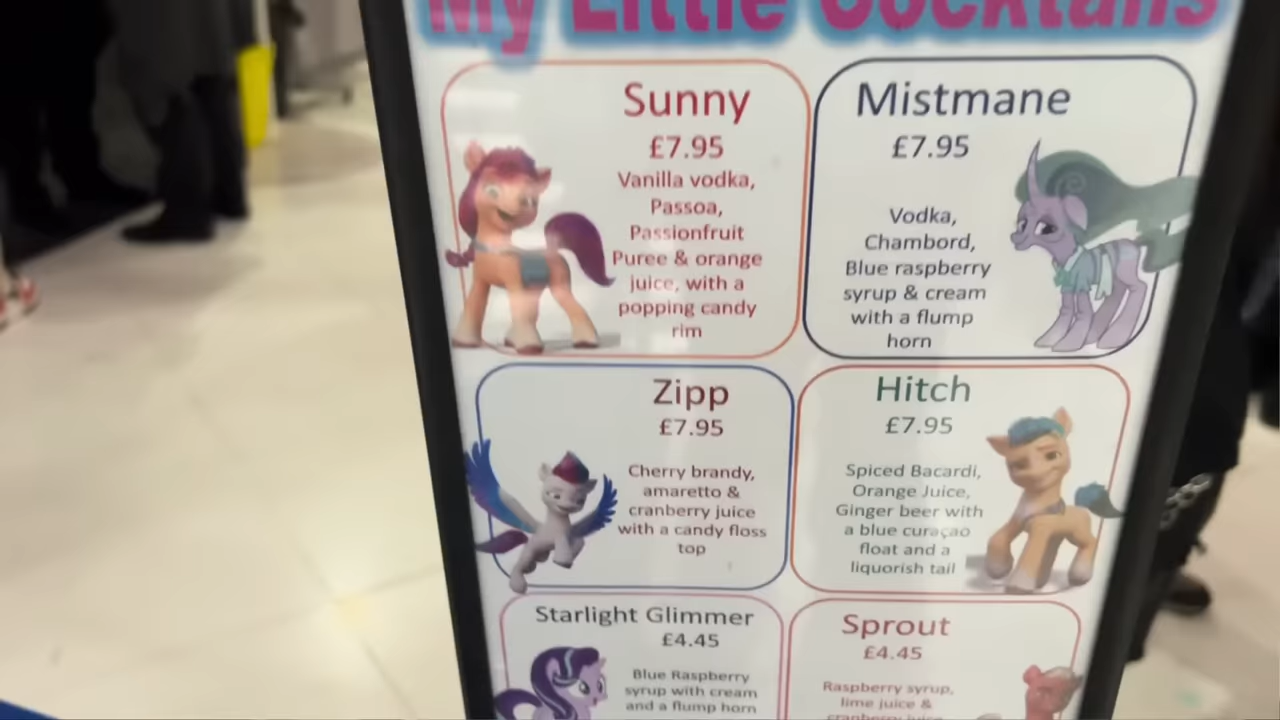 My Little Cocktails
Sunny
£7.95
Vanilla vodka,
Passoa,
Passionfruit
Puree & orange
juice, with a
popping candy
rim
Mistmane
£7.95
Vodka,
Chambord,
Blue raspberry
syrup & cream
with a flump
horn
Zipp
£7.95
Cherry brandy,
amaretto &
cranberry juice
with a candy floss
top
Hitch
£7.95
Spiced Bacardi,
Orange Juice,
Ginger beer with
a blue curaçao
float and a
liquorish tail
Starlight Glimmer
£4.45
Blue Raspberry
syrup with cream
and a flump horn
Sprout
£4.45
Raspberry syrup,
lime juice &
cranberry juice